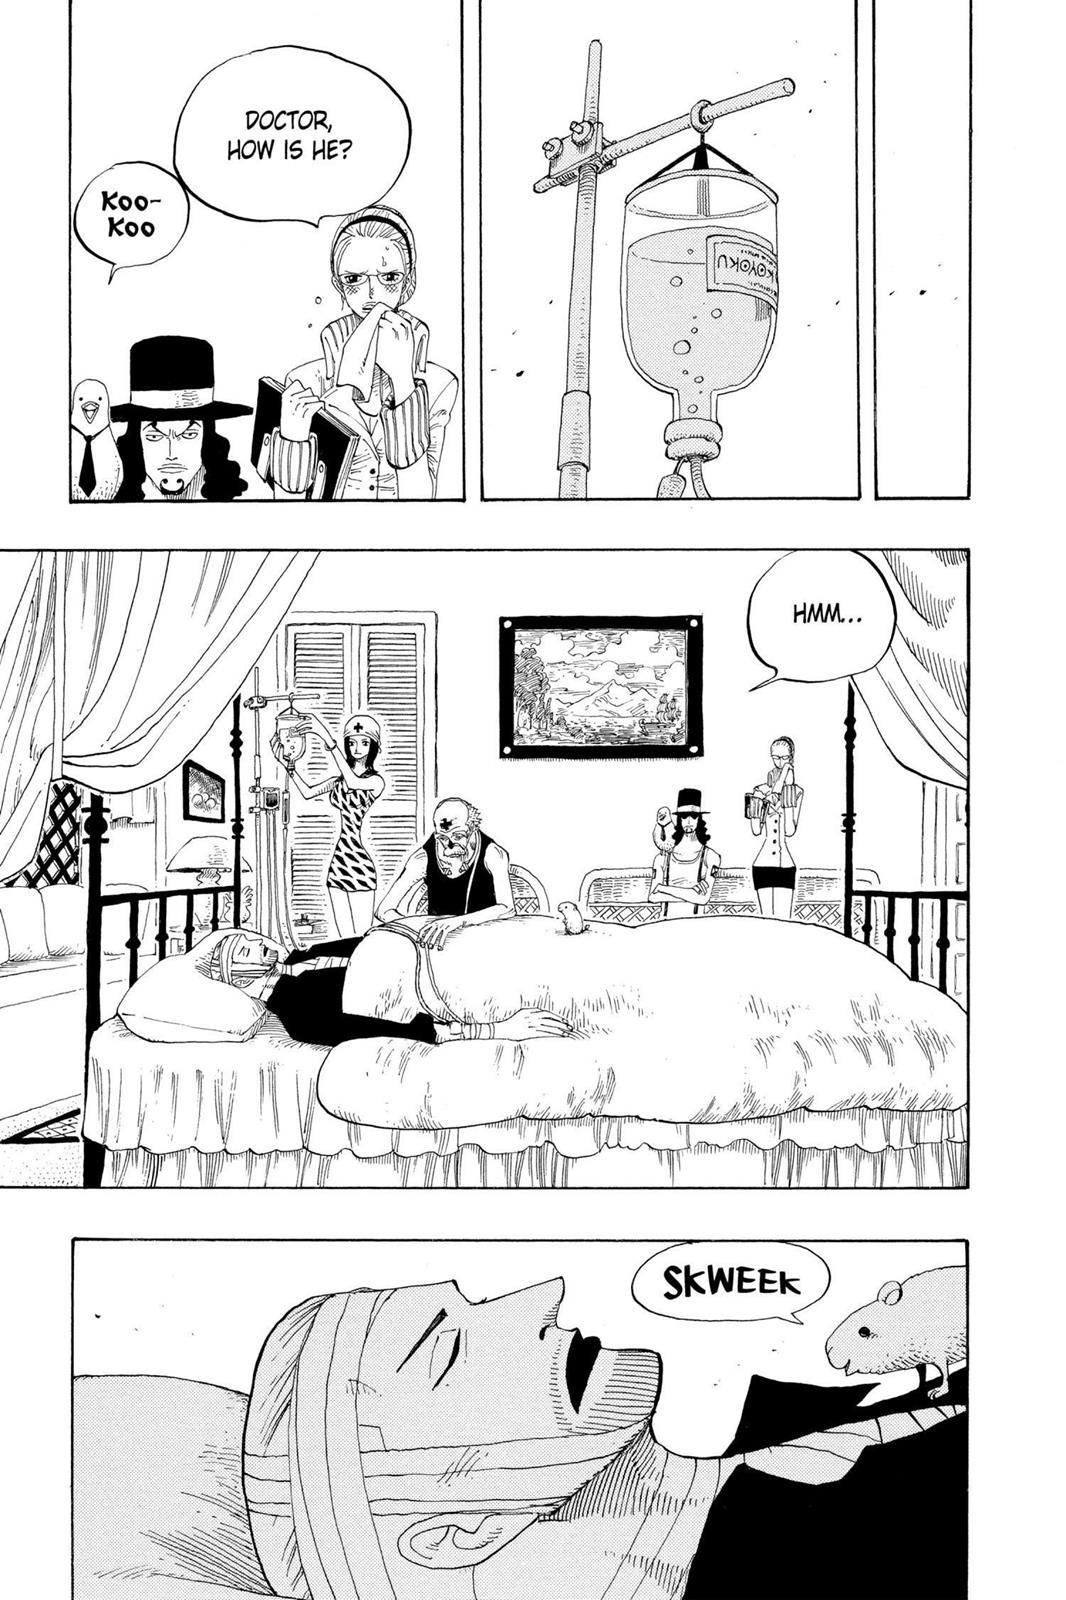 DOCTOR,
HOW IS HE?
KOO-
KOO
KOYOKU
HMM...
SKWEEK